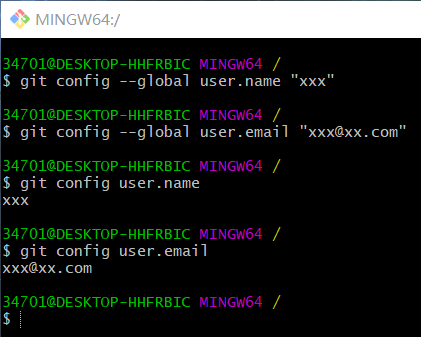 MINGW64:/
34701@DESKTOP-HHFRBIC MINGW64 /
$ git config --global user.name "xxx"
34701@DESKTOP-HHFRBIC MINGW64 /
$ git config --global user.email "xxx@xx.com"
34701@DESKTOP-HHFRBIC MINGW64 /
$ git config user.name
xxx
34701@DESKTOP-HHFRBIC MINGW64 /
$ git config user.email
xxx@xx.com
34701@DESKTOP-HHFRBIC MINGW64 /
$